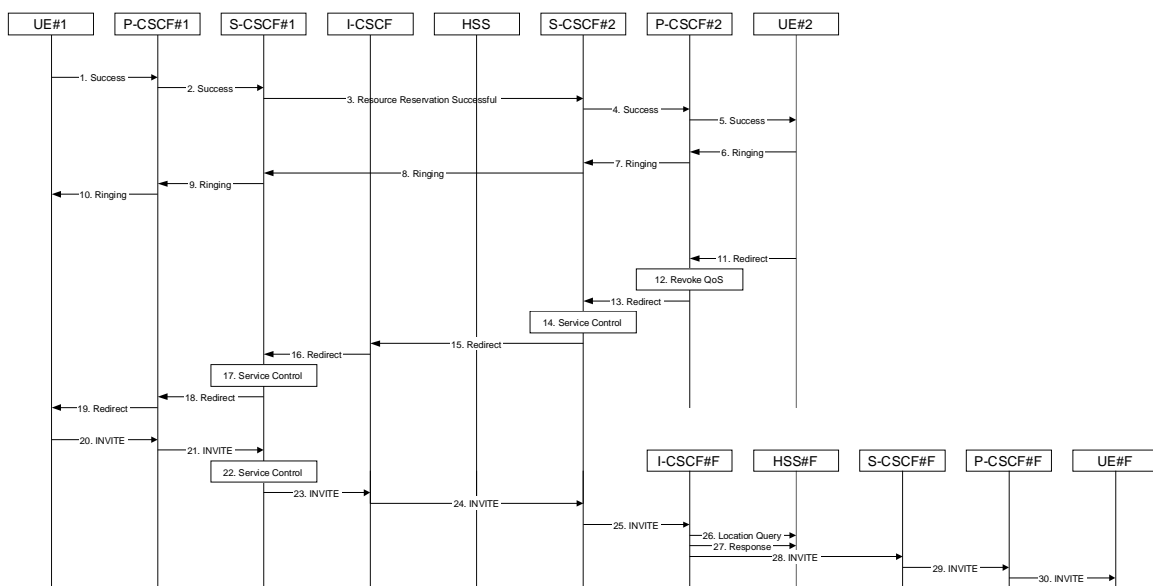 UE#1
P-CSCF#1
S-CSCF#1
I-CSCF
HSS
S-CSCF#2
P-CSCF#2
UE#2
1. Success
2. Success
3. Resource Reservation Successful
4. Success
5. Success
6. Ringing
7. Ringing
8. Ringing
9. Ringing
10. Ringing
11. Redirect
12. Revoke QoS
13. Redirect
14. Service Control
15. Redirect
16. Redirect
17. Service Control
18. Redirect
19. Redirect
20. INVITE
21. INVITE
I-CSCF#F
HSS#F
S-CSCF#F
P-CSCF#F
UE#F
22. Service Control
23. INVITE
24. INVITE
25. INVITE
26. Location Query
27. Response
28. INVITE
29. INVITE
30. INVITE